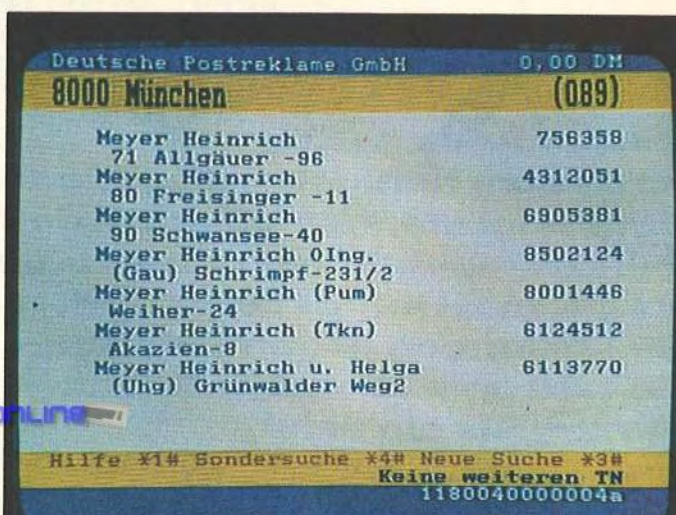 Deutsche Postreklame GmbH 0,00 DM
8000 München (089)
Meyer Heinrich 756358
71 Allgäuer -96
Meyer Heinrich 4312051
80 Freisinger -11
Meyer Heinrich 6905381
90 Schwansee-40
Meyer Heinrich OIng. 8502124
(Gau) Schrimpf-231/2
Meyer Heinrich (Pum) 8001446
Weiher-24
Meyer Heinrich (Tkn) 6124512
Akazien-8
Meyer Heinrich u. Helga 6113770
(Uhg) Grünwalder Weg2
online
Hilfe *1# Sondersuche *4# Neue Suche *3#
Keine weiteren TN
1180040000004a